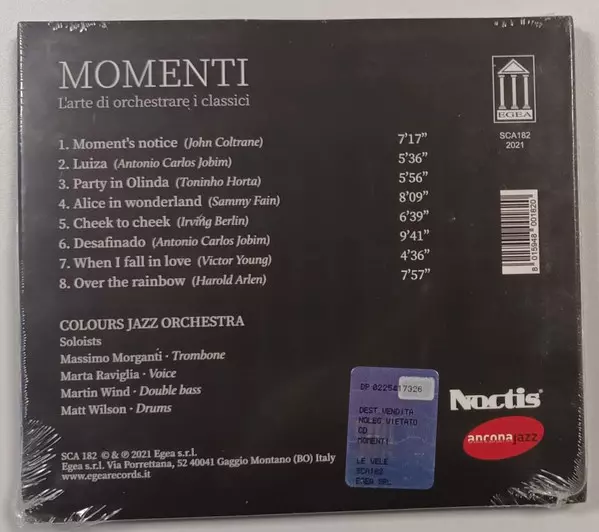 MOMENTI
L'arte di orchestrare i classici
EGEA
SCA182
2021
1. Moment's notice (John Coltrane) 7'17"
2. Luiza (Antonio Carlos Jobim) 5'36"
3. Party in Olinda (Toninho Horta) 5'56"
4. Alice in wonderland (Sammy Fain) 8'09"
5. Cheek to cheek (Irving Berlin) 6'39"
6. Desafinado (Antonio Carlos Jobim) 9'41"
7. When I fall in love (Victor Young) 4'36"
8. Over the rainbow (Harold Arlen) 7'57"
8 015948 001820
COLOURS JAZZ ORCHESTRA
Soloists
Massimo Morganti · Trombone
Marta Raviglia · Voice
Martin Wind · Double bass
Matt Wilson · Drums
DP 0225417326
DEST.VENDITA
NOLEG VIETATO
CD
MOMENTI
LE VELE
SCA182
EGEA SRL
Noctis
anconajazz
SCA 182 © & ℗ 2021 Egea s.r.l.
Egea s.r.l. Via Porrettana, 52 40041 Gaggio Montano (BO) Italy
www.egearecords.it